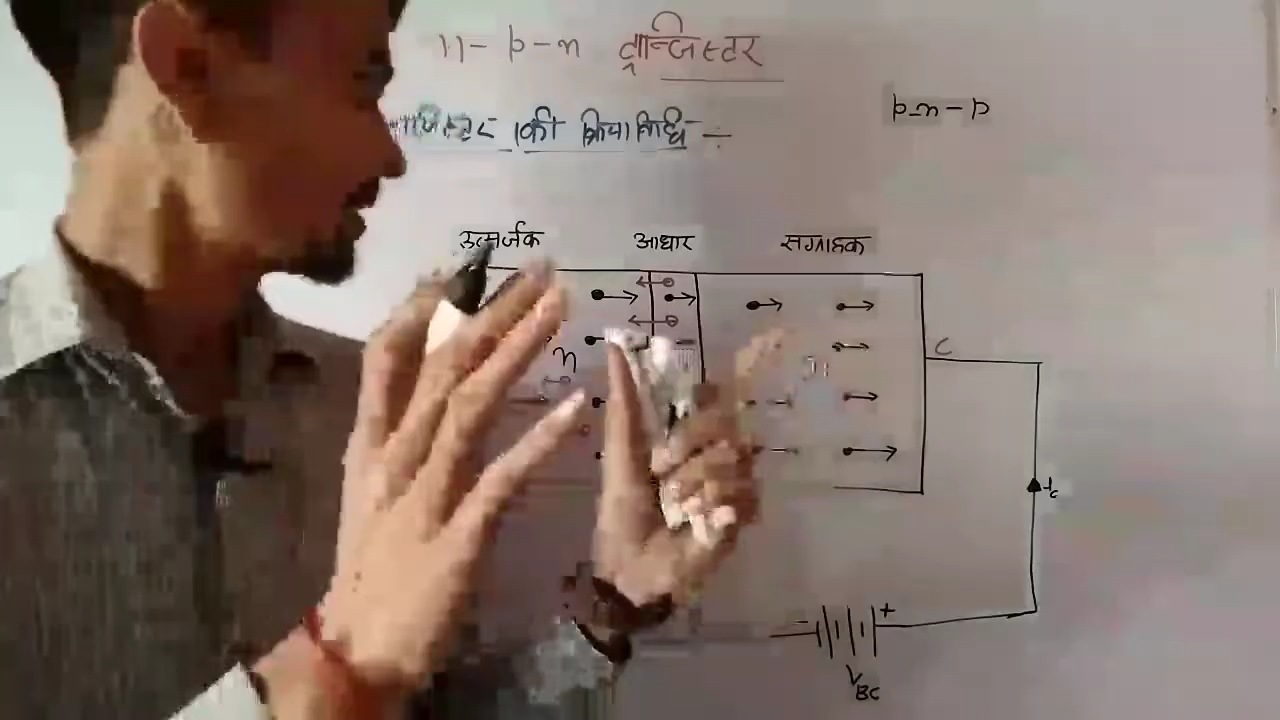 n-p-n ट्रान्जिस्टर
p-n-p
की क्रियाविधि -
उत्सर्जक आधार संग्राहक
n
C
Ic
- +
VBC